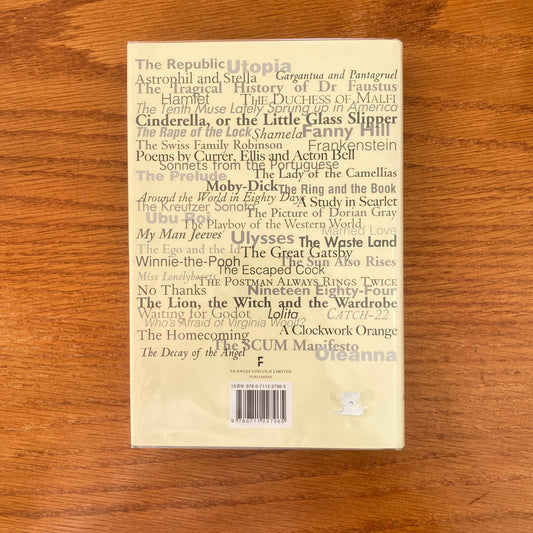 The Republic Utopia
Astrophil and Stella Gargantua and Pantagruel
The Tragical History of Dr Faustus
Hamlet The Duchess of Malfi
The Tenth Muse Lately Sprung up in America
Cinderella, or the Little Glass Slipper
The Rape of the Lock Shamela Fanny Hill
The Swiss Family Robinson Frankenstein
Poems by Currer, Ellis and Acton Bell
Sonnets from the Portuguese
The Prelude The Lady of the Camellias
Moby-Dick The Ring and the Book
Around the World in Eighty Days
The Kreutzer Sonata A Study in Scarlet
Ubu Roi The Picture of Dorian Gray
The Playboy of the Western World
My Man Jeeves Ulysses Married Love
The Ego and the Id The Waste Land
The Great Gatsby
Winnie-the-Pooh The Sun Also Rises
The Escaped Cock
Miss Lonelyhearts The Postman Always Rings Twice
No Thanks Nineteen Eighty-Four
The Lion, the Witch and the Wardrobe
Waiting for Godot Lolita Catch-22
Who's Afraid of Virginia Woolf?
The Homecoming A Clockwork Orange
The SCUM Manifesto
The Decay of the Angel Oleanna
F
FRANCES LINCOLN LIMITED
PUBLISHERS
ISBN 978-0-7112-2796-5
9 780711 227965